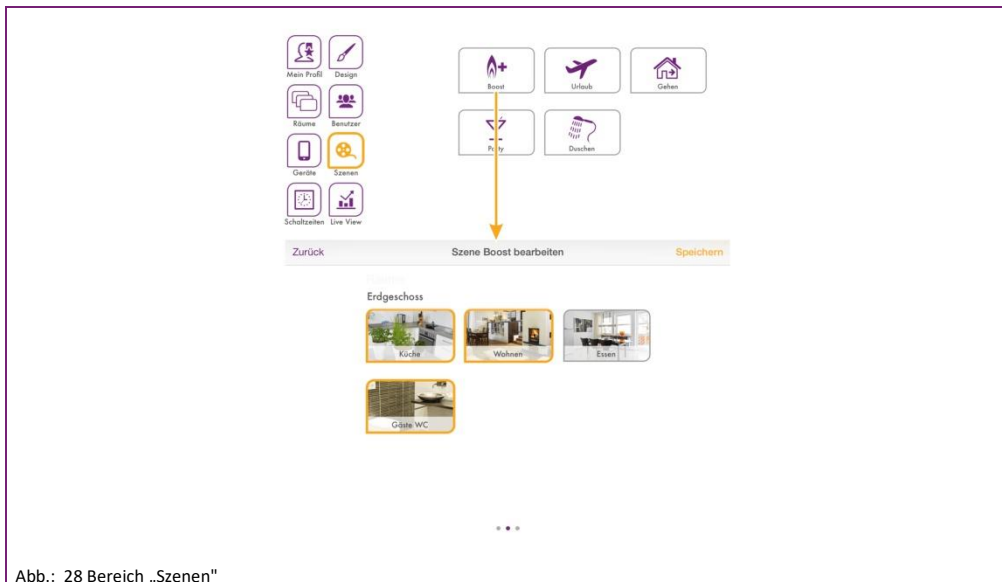 Mein Profil Design
Boost Urlaub Gehen
Räume Benutzer
Party Duschen
Geräte Szenen
Schaltzeiten Live View
Zurück Szene Boost bearbeiten Speichern
Erdgeschoss
Küche Wohnen Essen
Gäste WC
Abb.: 28 Bereich „Szenen"